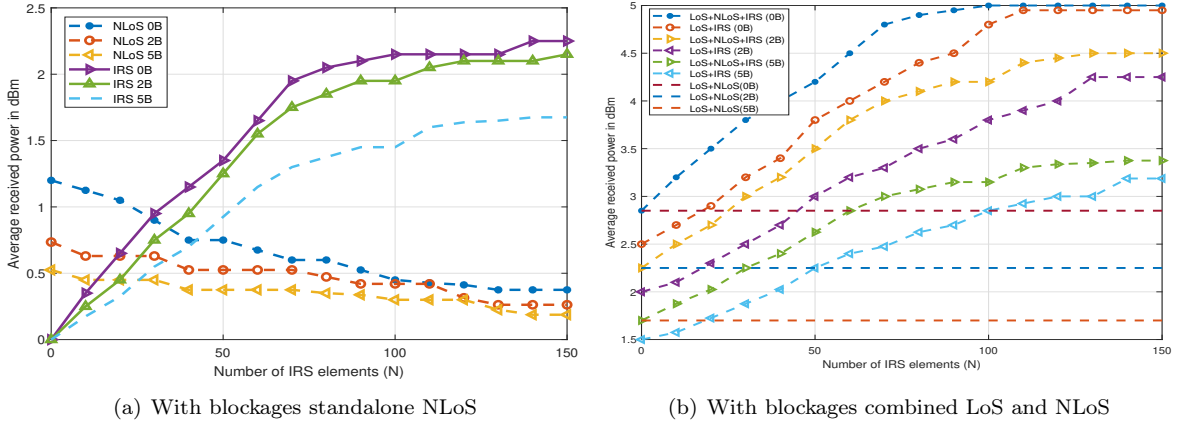 NLoS 0B
NLoS 2B
NLoS 5B
IRS 0B
IRS 2B
IRS 5B
2.5
2
1.5
1
0.5
0
Average received power in dBm
0
50
100
150
Number of IRS elements (N)
(a) With blockages standalone NLoS
LoS+NLoS+IRS (0B)
LoS+IRS (0B)
LoS+NLoS+IRS (2B)
LoS+IRS (2B)
LoS+NLoS+IRS (5B)
LoS+IRS (5B)
LoS+NLoS(0B)
LoS+NLoS(2B)
LoS+NLoS(5B)
5
4.5
4
3.5
3
2.5
2
1.5
Average received power in dBm
0
50
100
150
Number of IRS elements (N)
(b) With blockages combined LoS and NLoS